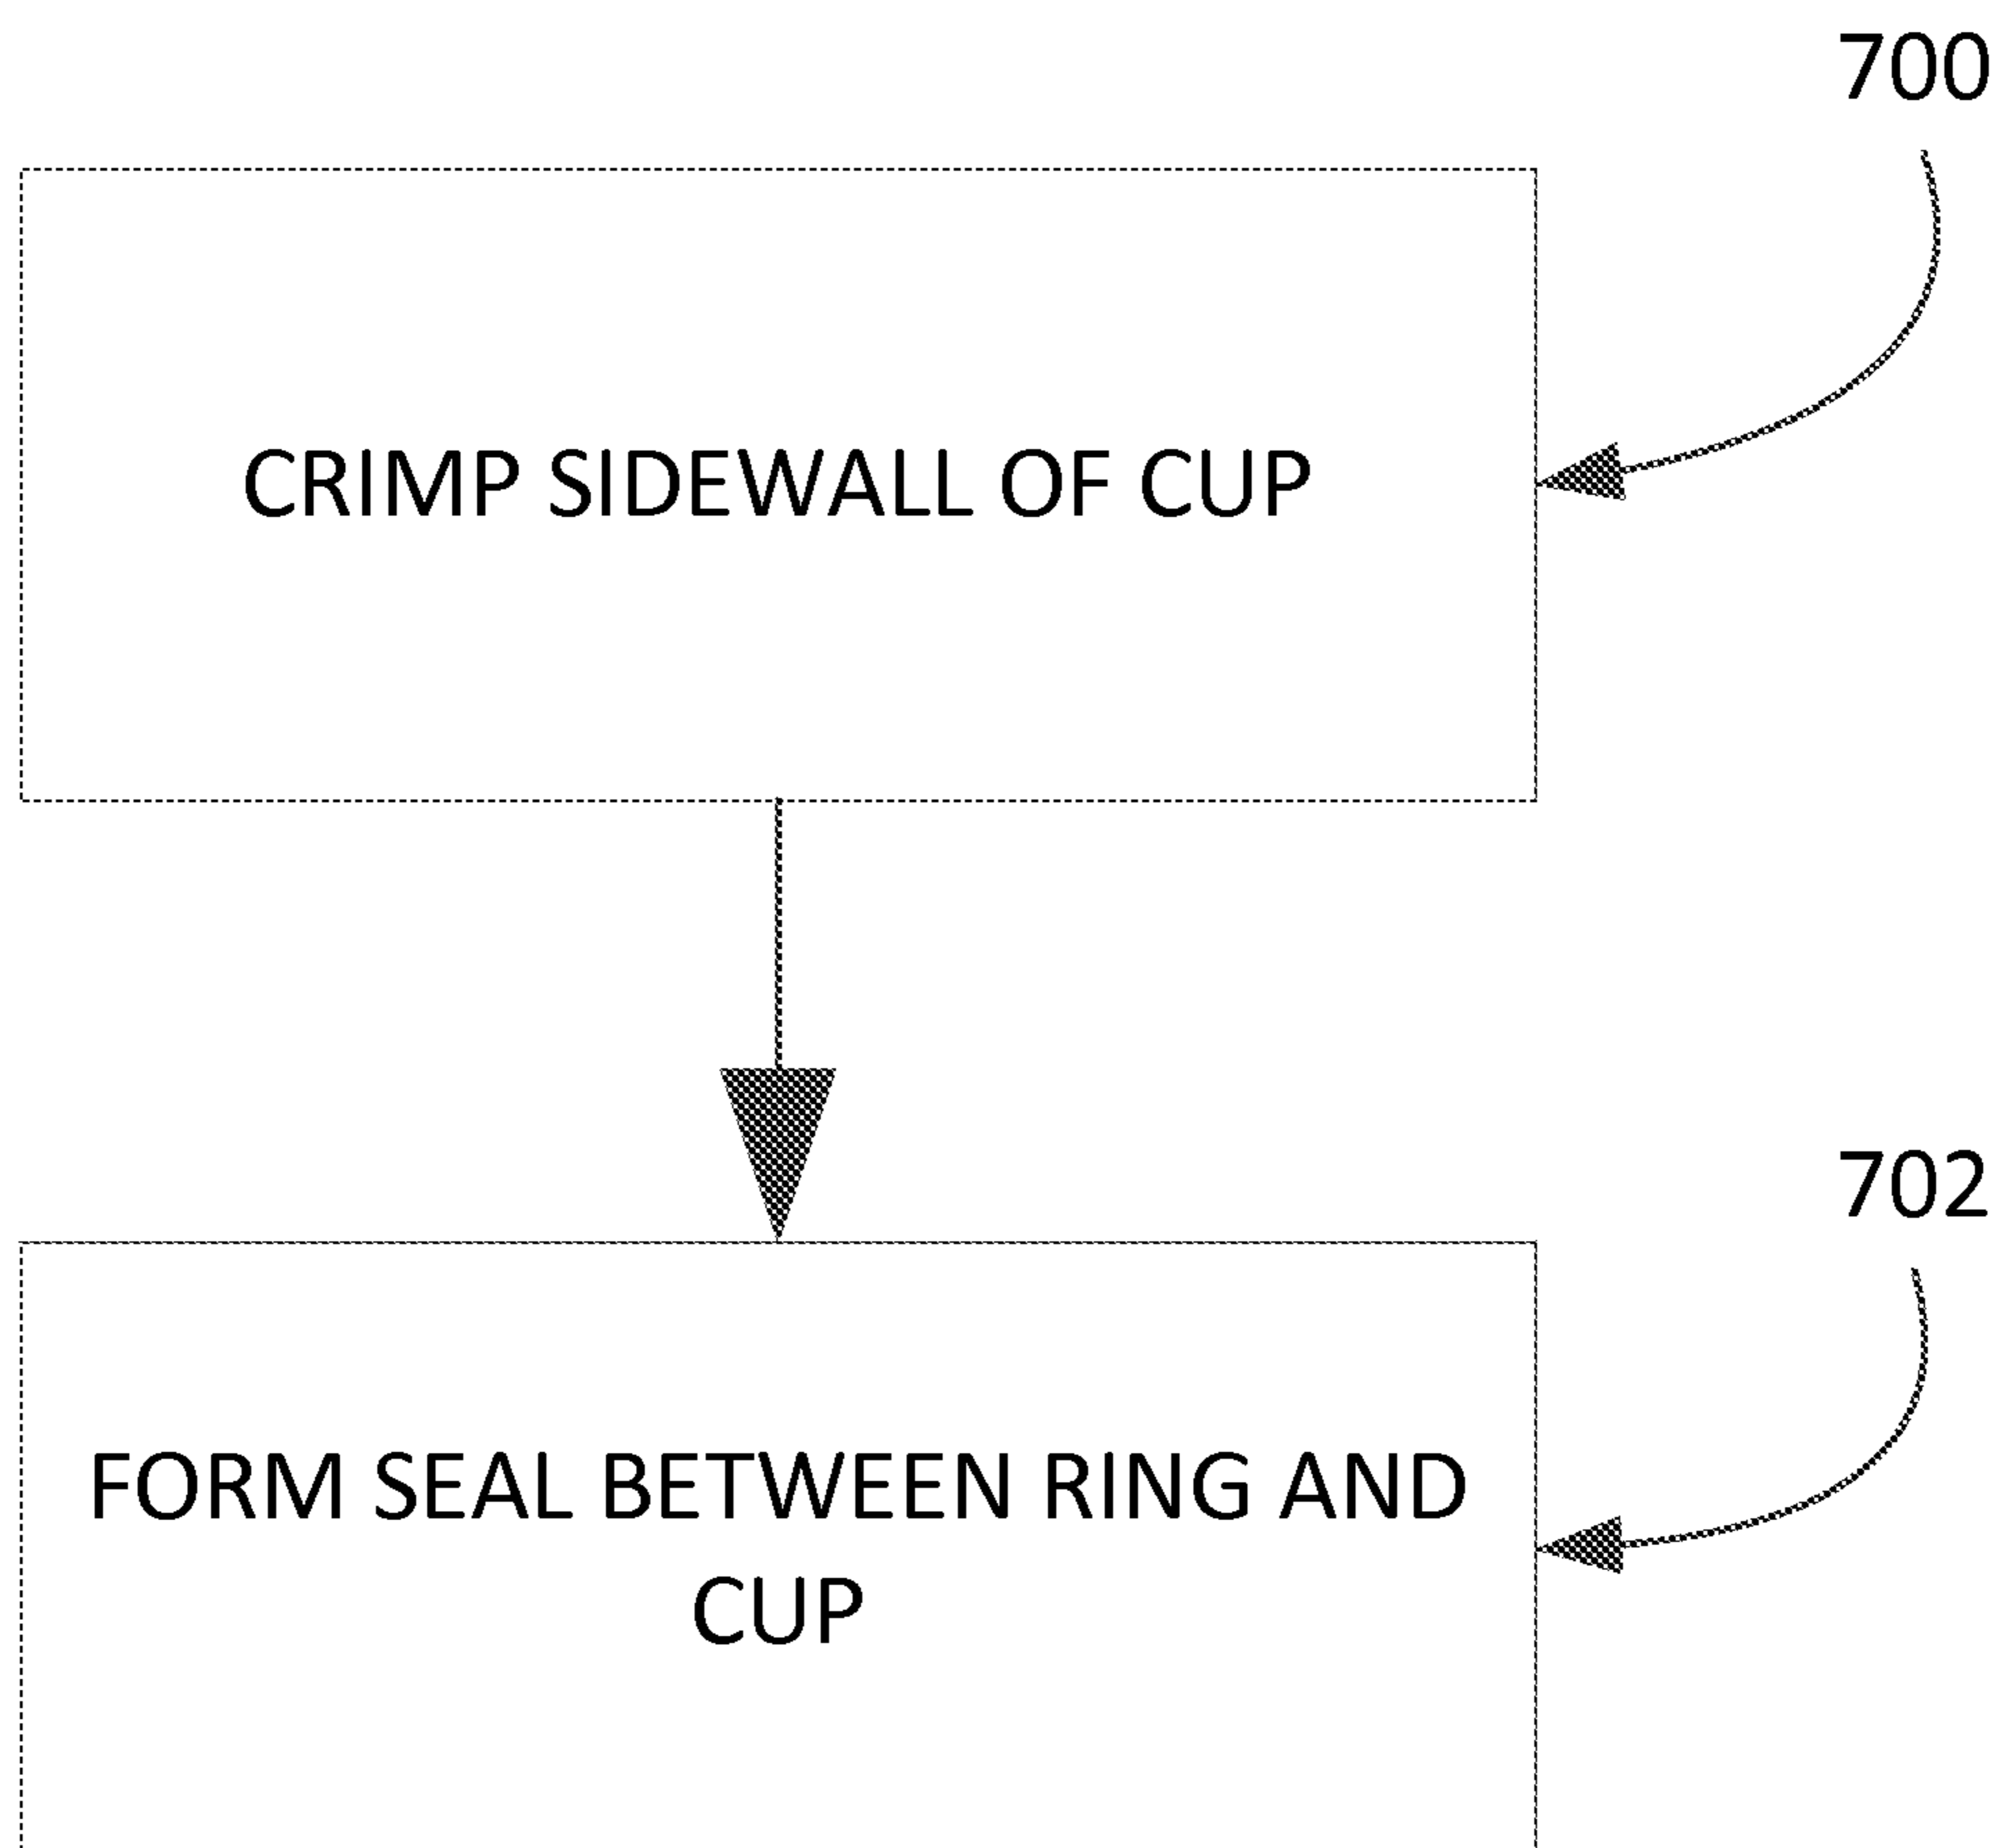 700
CRIMP SIDEWALL OF CUP
702
FORM SEAL BETWEEN RING AND
CUP